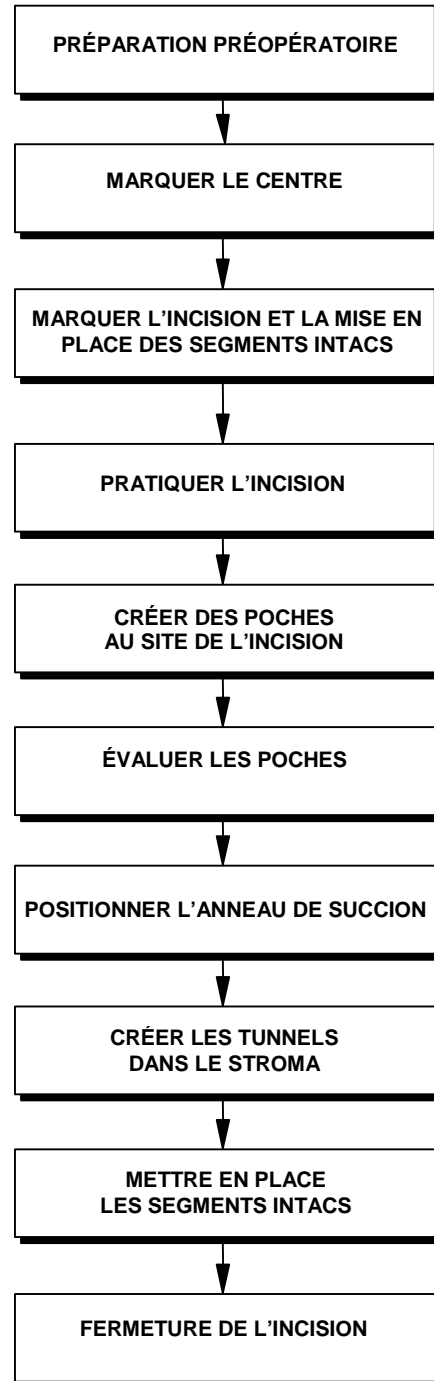 PRÉPARATION PRÉOPÉRATOIRE
MARQUER LE CENTRE
MARQUER L'INCISION ET LA MISE EN
PLACE DES SEGMENTS INTACS
PRATIQUER L'INCISION
CRÉER DES POCHES
AU SITE DE L'INCISION
ÉVALUER LES POCHES
POSITIONNER L'ANNEAU DE SUCCION
CRÉER LES TUNNELS
DANS LE STROMA
METTRE EN PLACE
LES SEGMENTS INTACS
FERMETURE DE L'INCISION